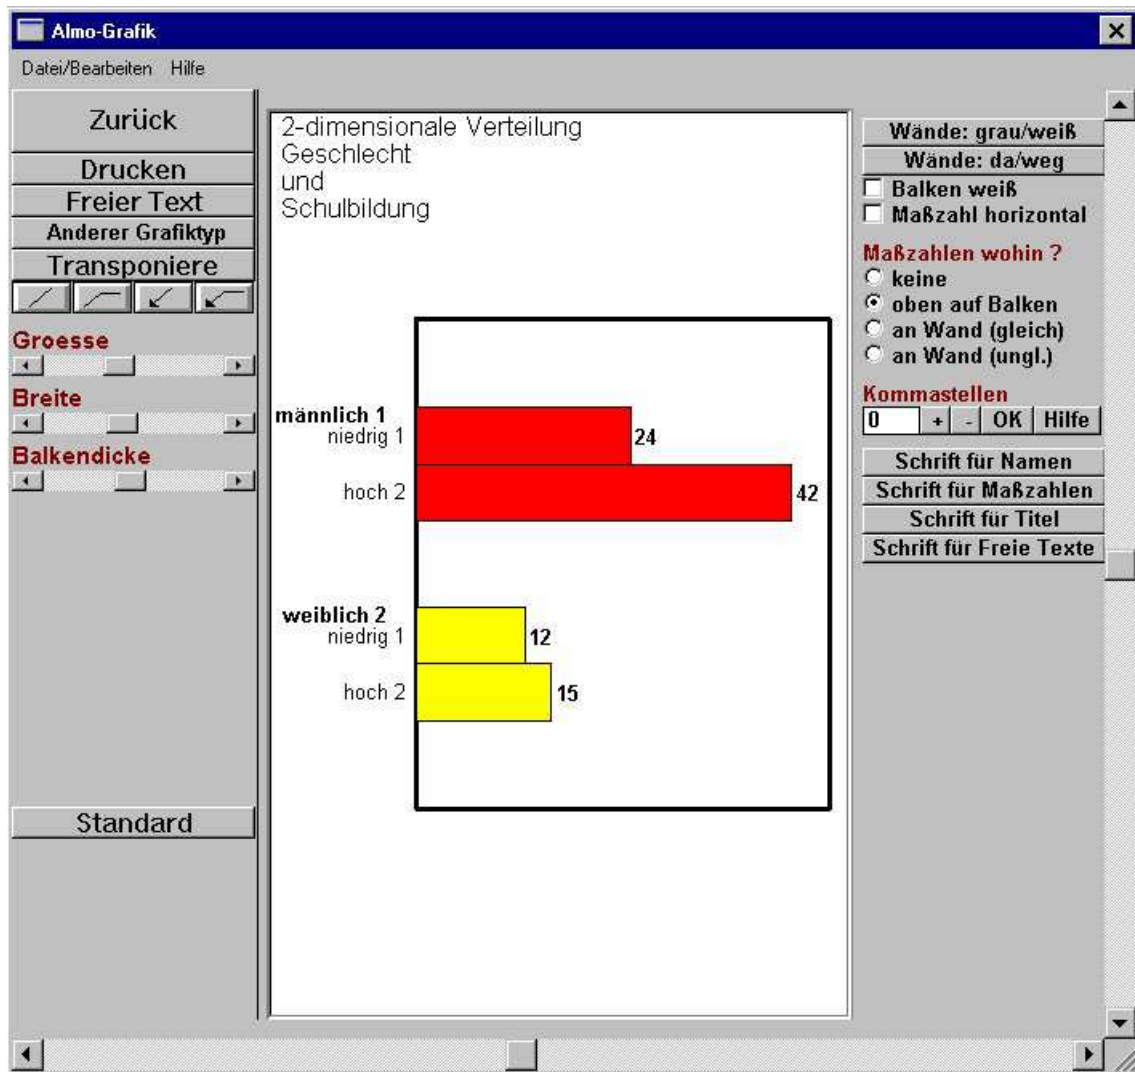 Almo-Grafik
Datei/Bearbeiten Hilfe
Zurück
Drucken
Freier Text
Anderer Grafiktyp
Transponiere
Groesse
Breite
Balkendicke
Standard
2-dimensionale Verteilung
Geschlecht
und
Schulbildung
männlich 1
niedrig 1
24
hoch 2
42
weiblich 2
niedrig 1
12
hoch 2
15
Wände: grau/weiß
Wände: da/weg
Balken weiß
Maßzahl horizontal
Maßzahlen wohin ?
keine
oben auf Balken
an Wand (gleich)
an Wand (ungl.)
Kommastellen
0 + - OK Hilfe
Schrift für Namen
Schrift für Maßzahlen
Schrift für Titel
Schrift für Freie Texte